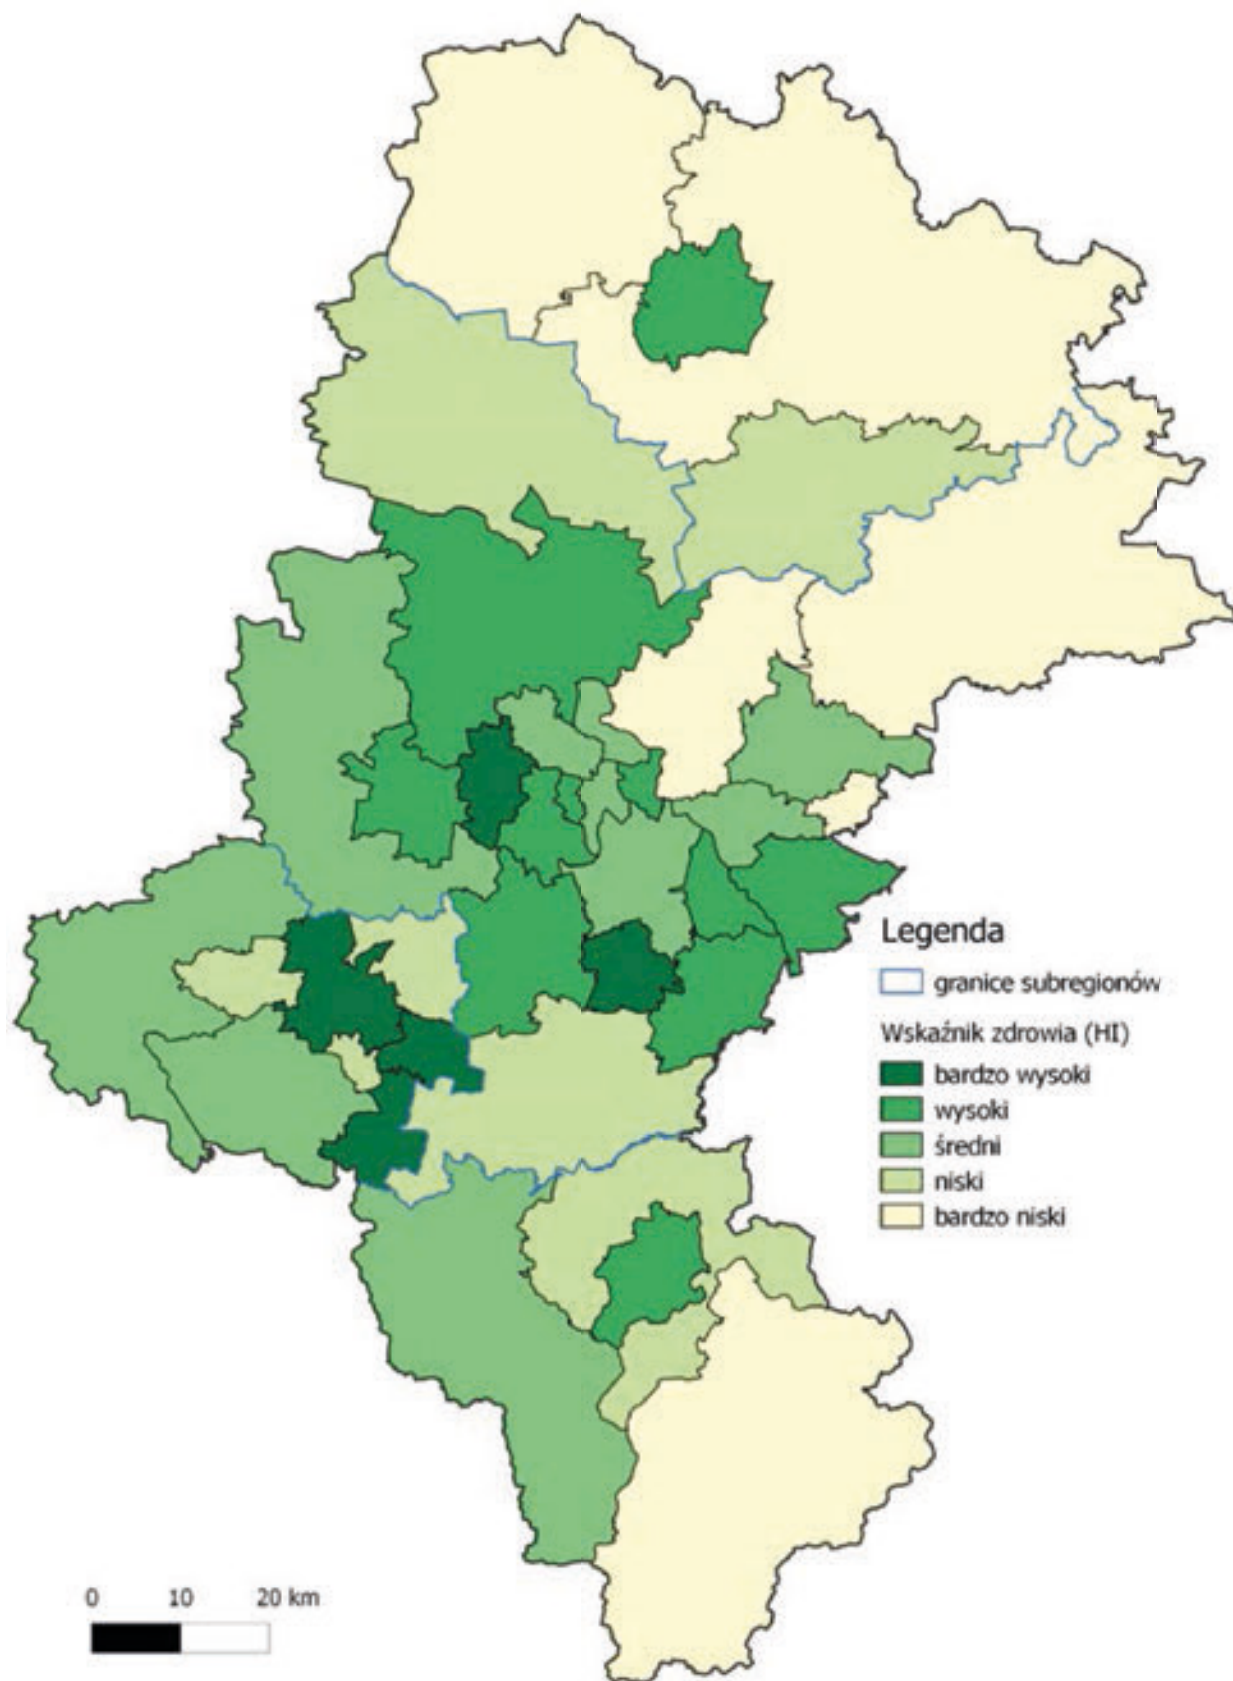 Legenda
granice subregionów
Wskaźnik zdrowia (HI)
bardzo wysoki
wysoki
średni
niski
bardzo niski
0 10 20 km